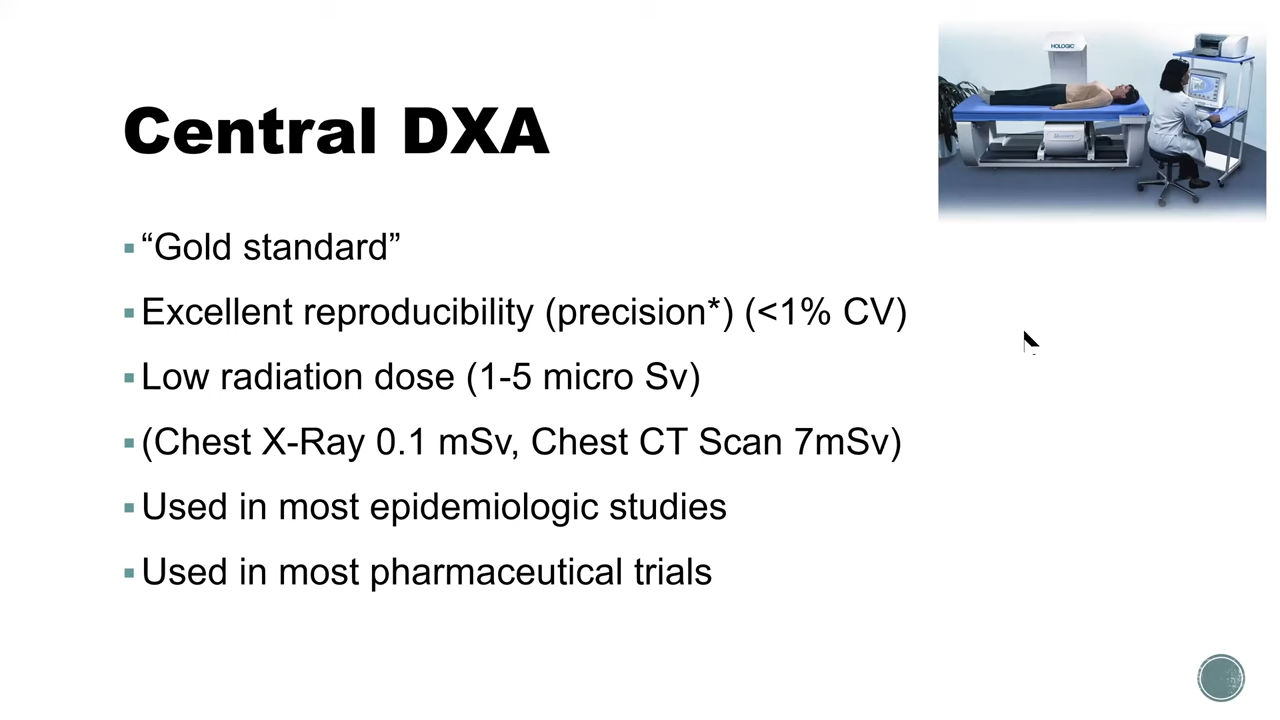 Central DXA
“Gold standard”
Excellent reproducibility (precision*) (<1% CV)
Low radiation dose (1-5 micro Sv)
(Chest X-Ray 0.1 mSv, Chest CT Scan 7mSv)
Used in most epidemiologic studies
Used in most pharmaceutical trials
HOLOGIC